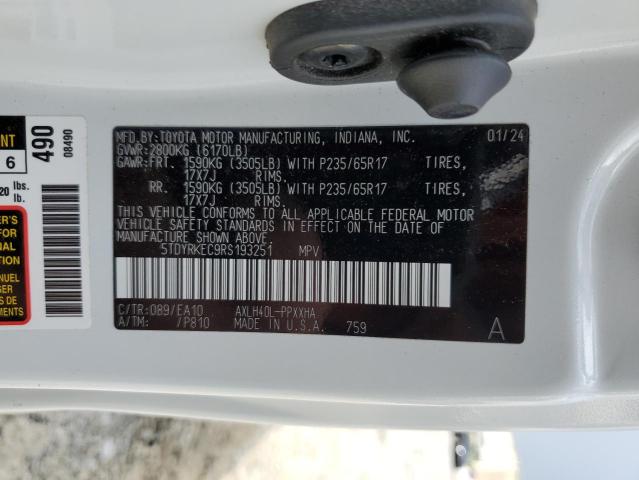 MFD.BY:TOYOTA MOTOR MANUFACTURING, INDIANA, INC. 01/24
GVWR:2800KG (6170LB)
GAWR:FRT. 1590KG (3505LB) WITH P235/65R17 TIRES,
17X7J RIMS,
RR. 1590KG (3505LB) WITH P235/65R17 TIRES,
17X7J RIMS,
THIS VEHICLE CONFORMS TO ALL APPLICABLE FEDERAL MOTOR
VEHICLE SAFETY STANDARDS IN EFFECT ON THE DATE OF
MANUFACTURE SHOWN ABOVE.
5TDYRKEC9RS193251 MPV
C/TR:089/EA10 AXLH40L-PPXXHA
A/TM: /P810 MADE IN U.S.A. 759 A
6
490
08490
lbs.
lb.